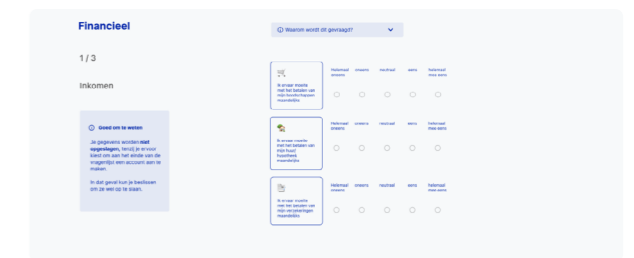 Financieel
Waarom wordt dit gevraagd?
1 / 3
Inkomen
Helemaal oneens
oneens
neutraal
eens
helemaal mee eens
Ik ervaar moeite
met het betalen van
mijn boodschappen
maandelijks
Goed om te weten
Je gegevens worden niet
opgeslagen, tenzij je ervoor
kiest om aan het einde van de
vragenlijst een account aan te
maken.
In dat geval kun je beslissen
om ze wel op te slaan.
Helemaal oneens
oneens
neutraal
eens
helemaal mee eens
Ik ervaar moeite
met het betalen van
mijn huur/
hypotheek
maandelijks
Helemaal oneens
oneens
neutraal
eens
helemaal mee eens
Ik ervaar moeite
met het betalen van
mijn verzekeringen
maandelijks